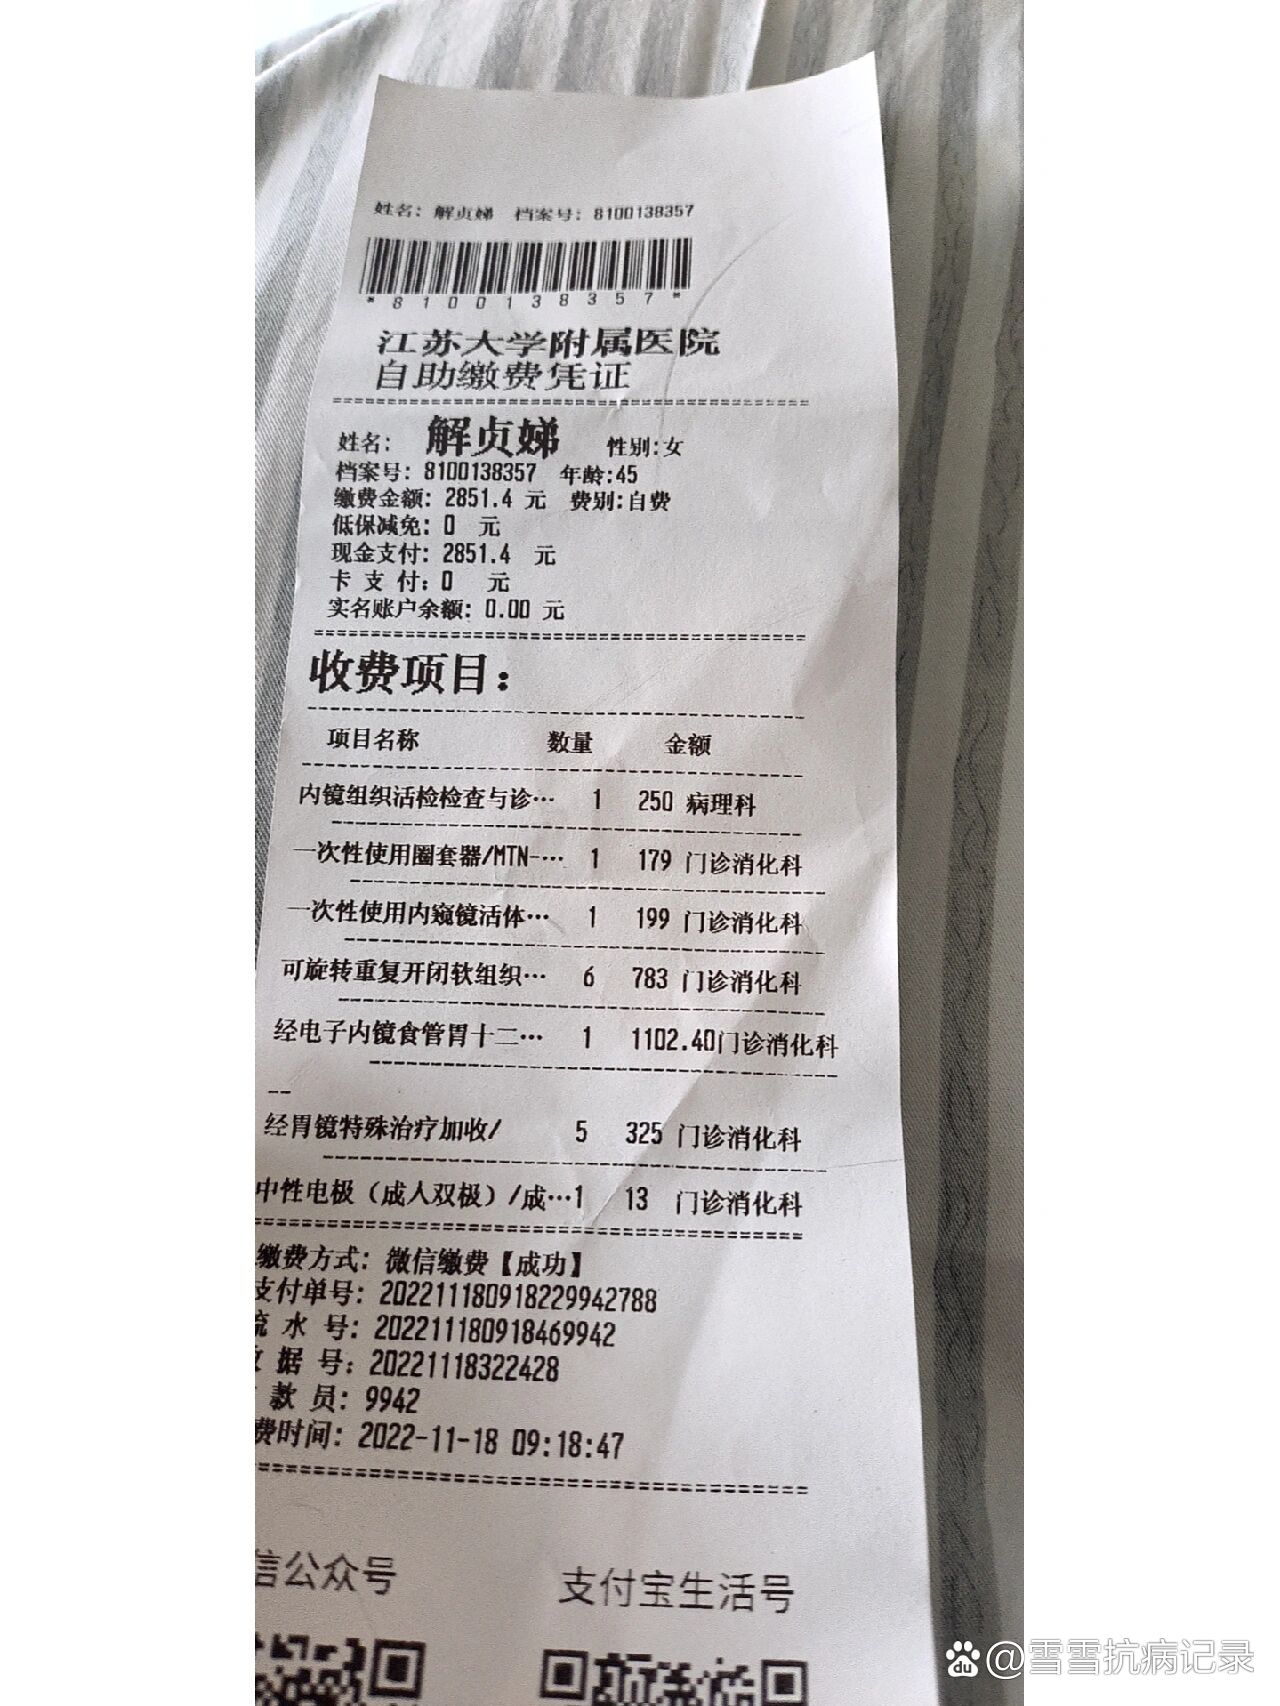 姓名：解贞娣 档案号：8100138357
*8100138357*
江苏大学附属医院
自助缴费凭证
姓名：解贞娣 性别:女
档案号：8100138357 年龄:45
缴费金额：2851.4 元 费别:自费
低保减免：0 元
现金支付：2851.4 元
卡 支 付：0 元
实名账户余额：0.00 元
收费项目：
项目名称 数量 金额
内镜组织活检检查与诊… 1 250 病理科
一次性使用圈套器/MTN-… 1 179 门诊消化科
一次性使用内窥镜活体… 1 199 门诊消化科
可旋转重复开闭软组织… 6 783 门诊消化科
经电子内镜食管胃十二… 1 1102.40门诊消化科
--
经胃镜特殊治疗加收/ 5 325 门诊消化科
中性电极（成人双极）/成…1 13 门诊消化科
缴费方式：微信缴费【成功】
支付单号：20221118091822994​2788
流 水 号：202211180918469942
据 号：20221118322428
款 员：9942
费时间：2022-11-18 09:18:47
信公众号 支付宝生活号
du @雪雪抗病记录